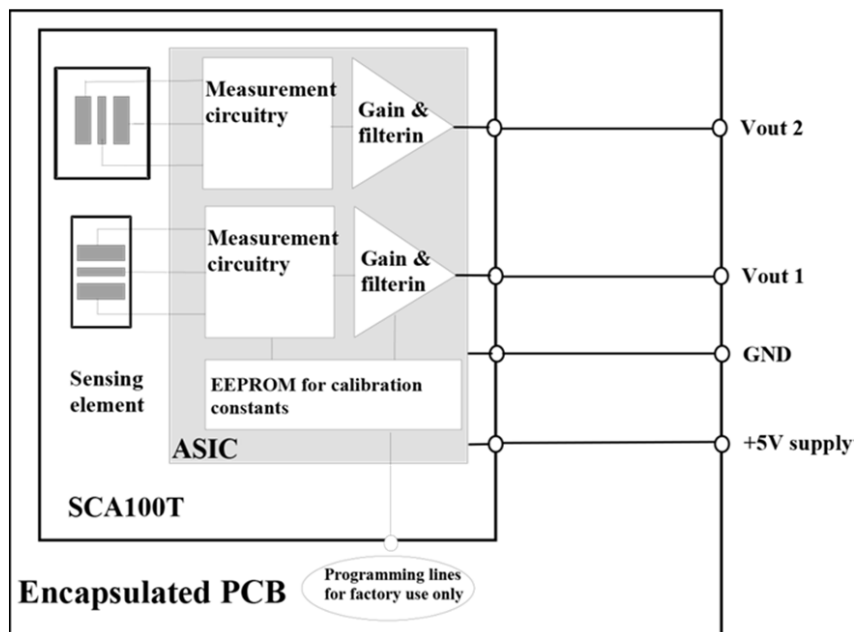 Measurement
circuitry
Gain &
filterin
Vout 2
Measurement
circuitry
Gain &
filterin
Vout 1
GND
Sensing
element
EEPROM for calibration
constants
ASIC
+5V supply
SCA100T
Encapsulated PCB
Programming lines
for factory use only